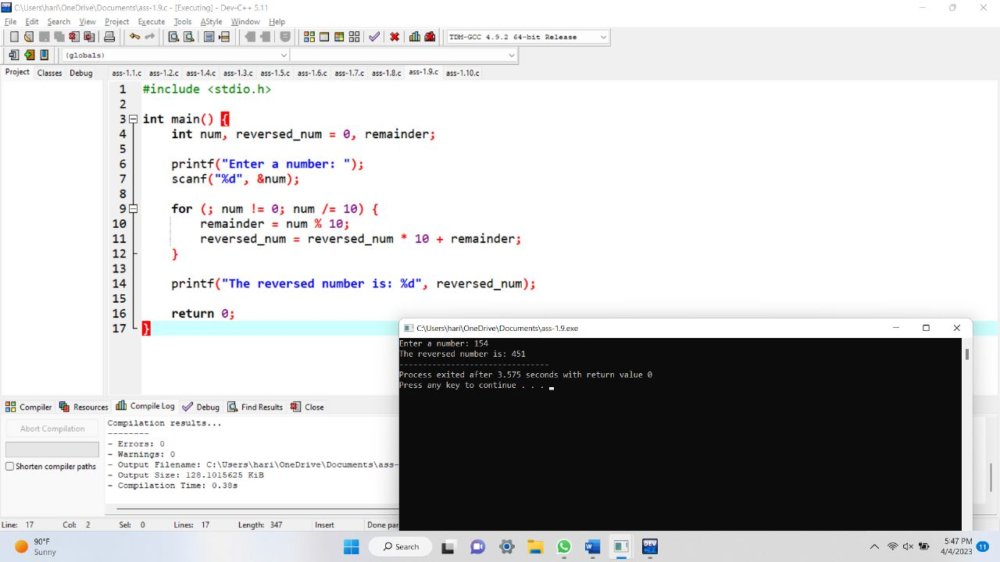 C:\Users\hari\OneDrive\Documents\ass-1.9.c - [Executing] - Dev-C++ 5.11
File Edit Search View Project Execute Tools AStyle Window Help
TDM-GCC 4.9.2 64-bit Release
(globals)
Project Classes Debug
ass-1.1.c ass-1.2.c ass-1.4.c ass-1.3.c ass-1.5.c ass-1.6.c ass-1.7.c ass-1.8.c ass-1.9.c ass-1.10.c
1 #include <stdio.h>
2
3 int main() {
4 int num, reversed_num = 0, remainder;
5
6 printf("Enter a number: ");
7 scanf("%d", &num);
8
9 for (; num != 0; num /= 10) {
10 remainder = num % 10;
11 reversed_num = reversed_num * 10 + remainder;
12 }
13
14 printf("The reversed number is: %d", reversed_num);
15
16 return 0;
17 }
C:\Users\hari\OneDrive\Documents\ass-1.9.exe
Enter a number: 154
The reversed number is: 451
--------------------------------
Process exited after 3.575 seconds with return value 0
Press any key to continue . . .
Compiler Resources Compile Log Debug Find Results Close
Abort Compilation
Shorten compiler paths
Compilation results...
--------
- Errors: 0
- Warnings: 0
- Output Filename: C:\Users\hari\OneDrive\Documents\ass-
- Output Size: 128.1015625 KiB
- Compilation Time: 0.38s
Line: 17 Col: 2 Sel: 0 Lines: 17 Length: 347 Insert Done par
90°F
Sunny
Search
DEV
5:47 PM
4/4/2023
11